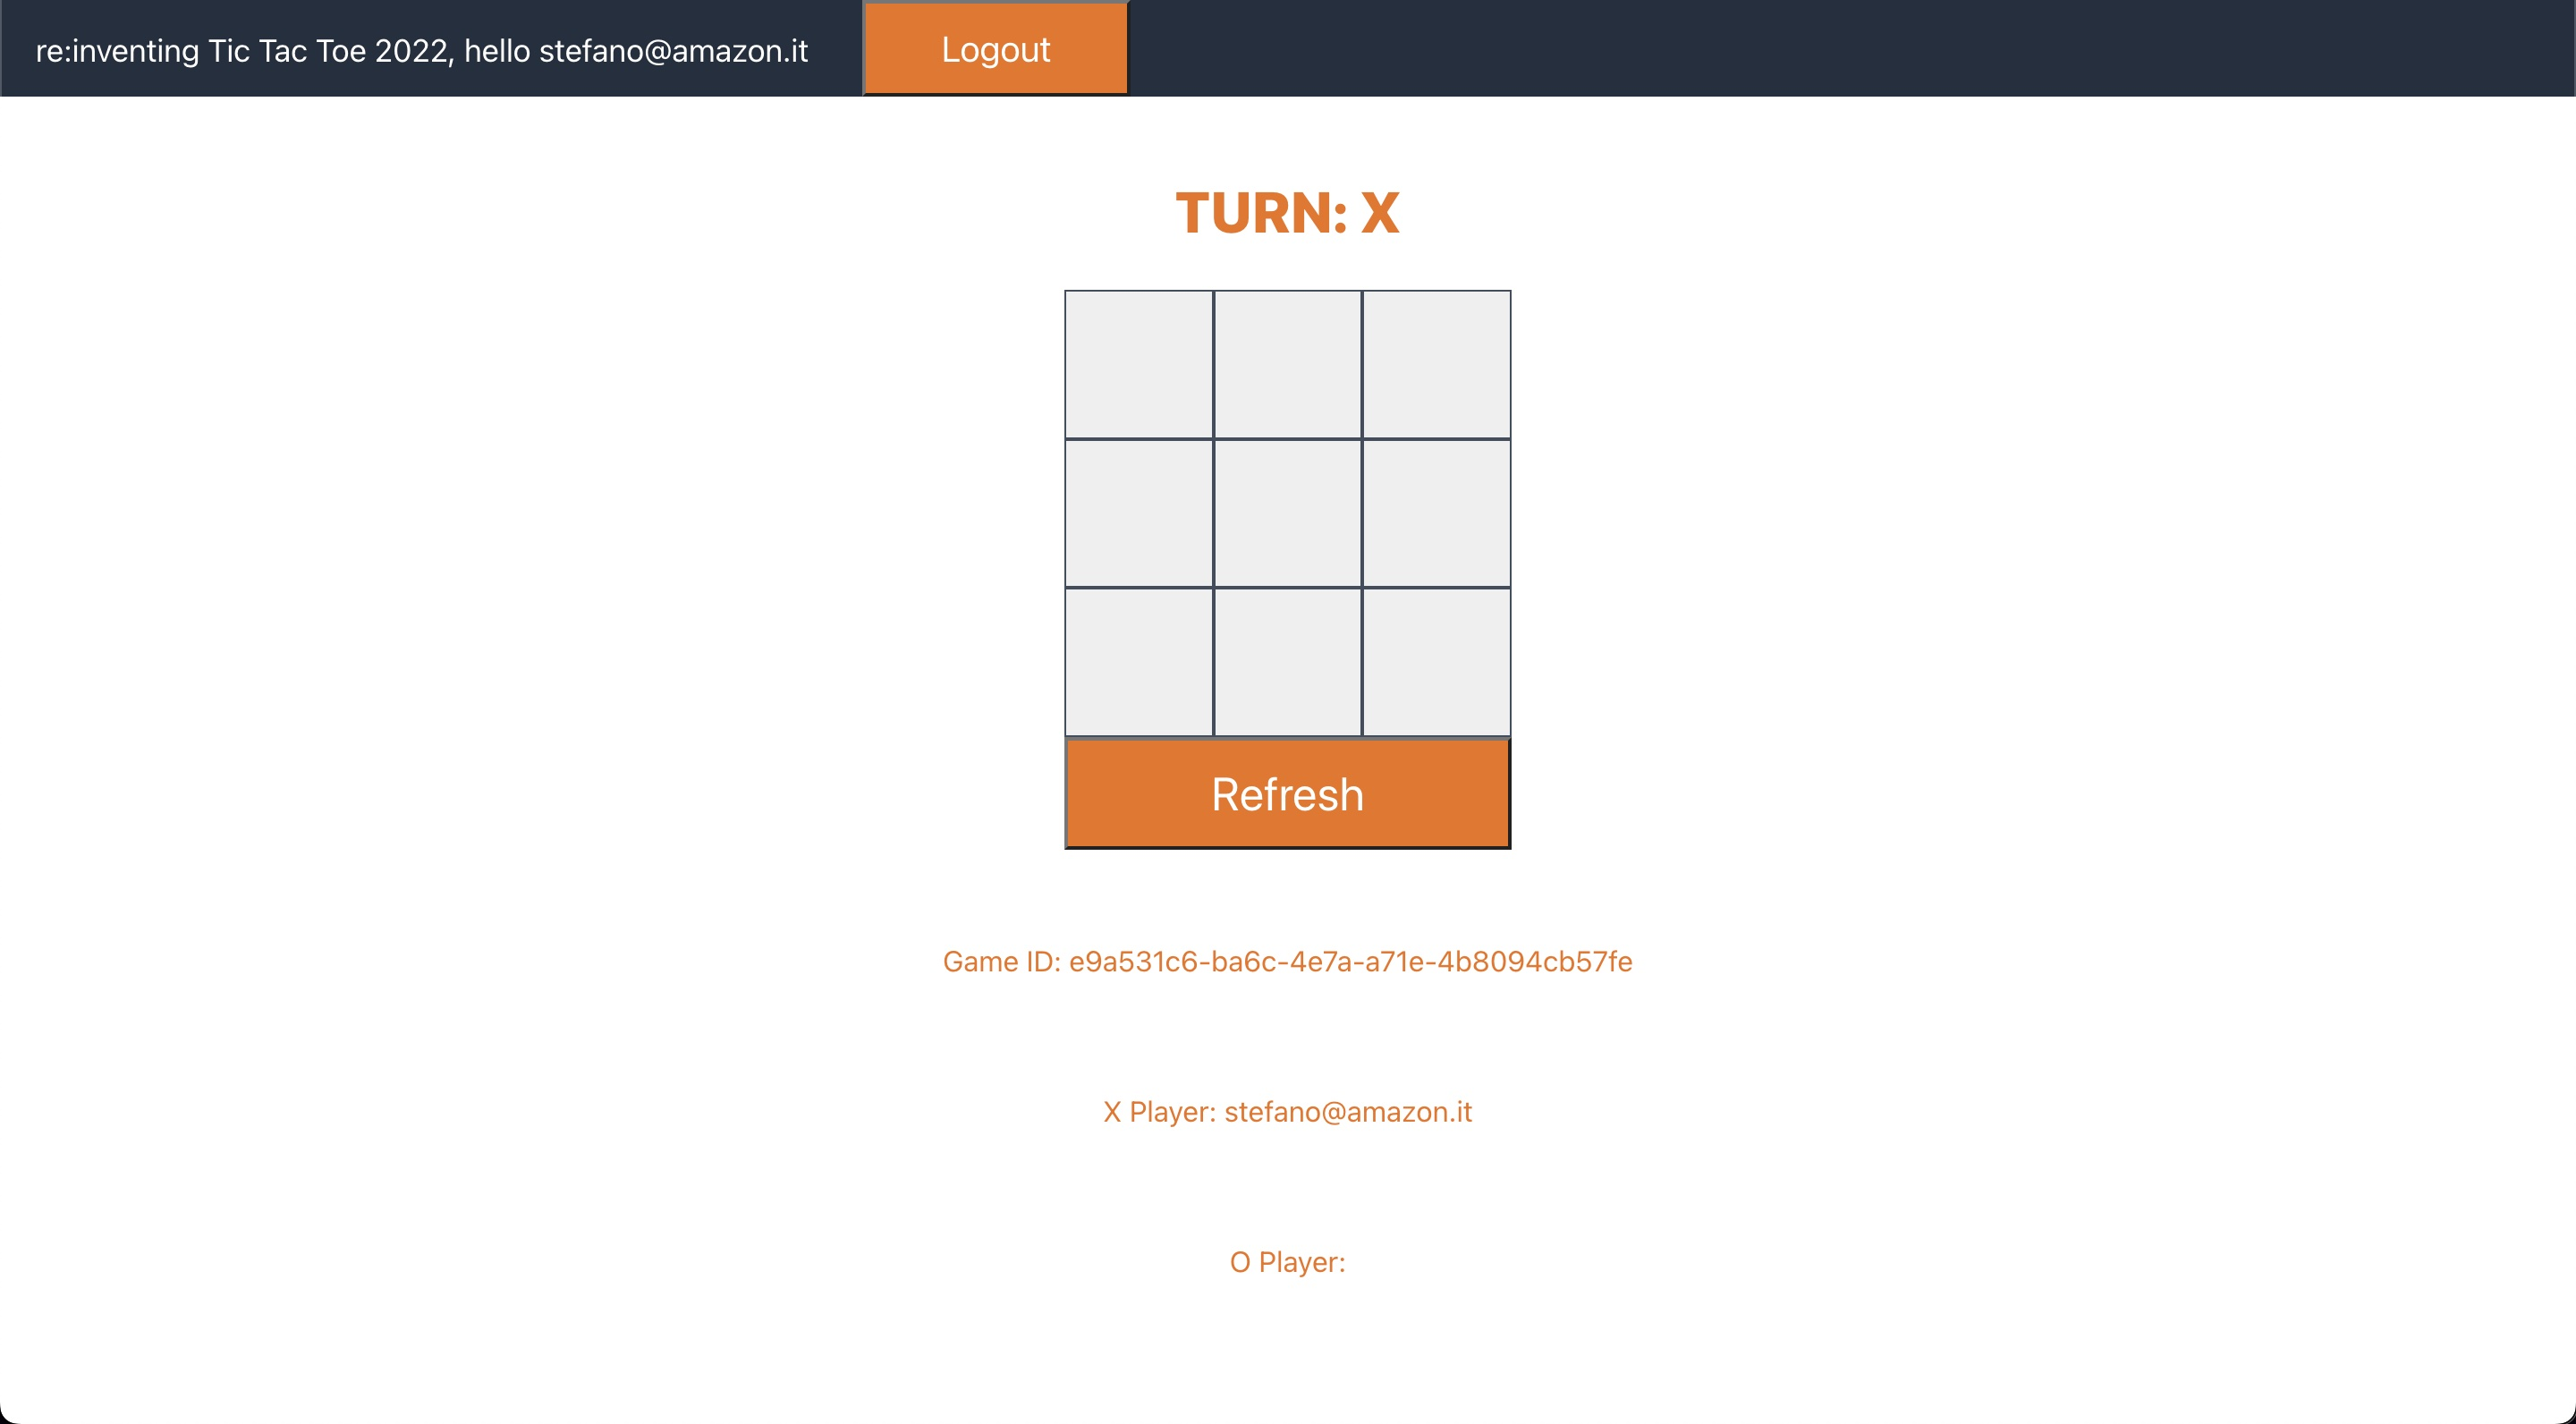 re:inventing Tic Tac Toe 2022, hello stefano@amazon.it
Logout
TURN: X
Refresh
Game ID: e9a531c6-ba6c-4e7a-a71e-4b8094cb57fe
X Player: stefano@amazon.it
O Player: